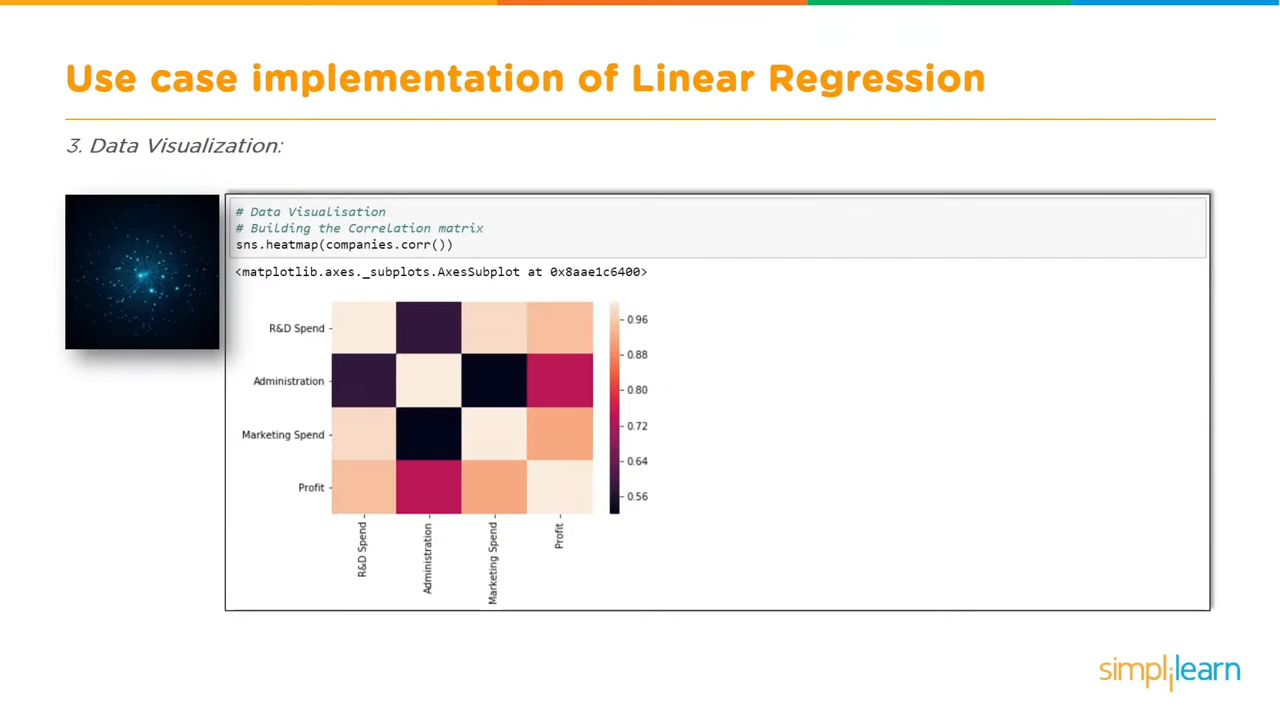 Use case implementation of Linear Regression
3. Data Visualization:
# Data Visualisation
# Building the Correlation matrix
sns.heatmap(companies.corr())
<matplotlib.axes._subplots.AxesSubplot at 0x8aae1c6400>
R&D Spend
Administration
Marketing Spend
Profit
0.96
0.88
0.80
0.72
0.64
0.56
R&D Spend
Administration
Marketing Spend
Profit
simplilearn